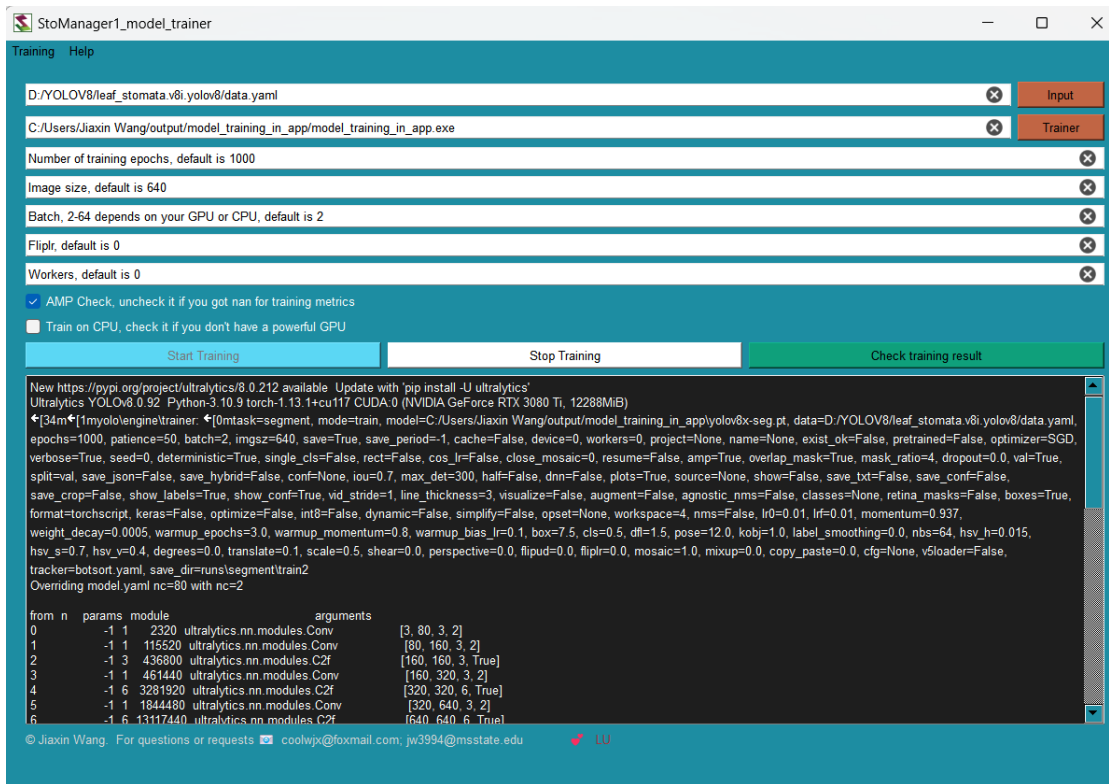 StoManager1_model_trainer
Training Help
D:/YOLOV8/leaf_stomata.v8i.yolov8/data.yaml
Input
C:/Users/Jiaxin Wang/output/model_training_in_app/model_training_in_app.exe
Trainer
Number of training epochs, default is 1000
Image size, default is 640
Batch, 2-64 depends on your GPU or CPU, default is 2
Fliplr, default is 0
Workers, default is 0
AMP Check, uncheck it if you got nan for training metrics
Train on CPU, check it if you don't have a powerful GPU
Start Training Stop Training Check training result
New https://pypi.org/project/ultralytics/8.0.212 available Update with 'pip install -U ultralytics'
Ultralytics YOLOv8.0.92 Python-3.10.9 torch-1.13.1+cu117 CUDA:0 (NVIDIA GeForce RTX 3080 Ti, 12288MiB)
←[34m←[1myolo\engine\trainer: ←[0mtask=segment, mode=train, model=C:/Users/Jiaxin Wang/output/model_training_in_app\yolov8x-seg.pt, data=D:/YOLOV8/leaf_stomata.v8i.yolov8/data.yaml,
epochs=1000, patience=50, batch=2, imgsz=640, save=True, save_period=-1, cache=False, device=0, workers=0, project=None, name=None, exist_ok=False, pretrained=False, optimizer=SGD,
verbose=True, seed=0, deterministic=True, single_cls=False, rect=False, cos_lr=False, close_mosaic=0, resume=False, amp=True, overlap_mask=True, mask_ratio=4, dropout=0.0, val=True,
split=val, save_json=False, save_hybrid=False, conf=None, iou=0.7, max_det=300, half=False, dnn=False, plots=True, source=None, show=False, save_txt=False, save_conf=False,
save_crop=False, show_labels=True, show_conf=True, vid_stride=1, line_thickness=3, visualize=False, augment=False, agnostic_nms=False, classes=None, retina_masks=False, boxes=True,
format=torchscript, keras=False, optimize=False, int8=False, dynamic=False, simplify=False, opset=None, workspace=4, nms=False, lr0=0.01, lrf=0.01, momentum=0.937,
weight_decay=0.0005, warmup_epochs=3.0, warmup_momentum=0.8, warmup_bias_lr=0.1, box=7.5, cls=0.5, dfl=1.5, pose=12.0, kobj=1.0, label_smoothing=0.0, nbs=64, hsv_h=0.015,
hsv_s=0.7, hsv_v=0.4, degrees=0.0, translate=0.1, scale=0.5, shear=0.0, perspective=0.0, flipud=0.0, fliplr=0.0, mosaic=1.0, mixup=0.0, copy_paste=0.0, cfg=None, v5loader=False,
tracker=botsort.yaml, save_dir=runs\segment\train2
Overriding model.yaml nc=80 with nc=2
from n params module arguments
0 -1 1 2320 ultralytics.nn.modules.Conv [3, 80, 3, 2]
1 -1 1 115520 ultralytics.nn.modules.Conv [80, 160, 3, 2]
2 -1 3 436800 ultralytics.nn.modules.C2f [160, 160, 3, True]
3 -1 1 461440 ultralytics.nn.modules.Conv [160, 320, 3, 2]
4 -1 6 3281920 ultralytics.nn.modules.C2f [320, 320, 6, True]
5 -1 1 1844480 ultralytics.nn.modules.Conv [320, 640, 3, 2]
6 -1 6 13117440 ultralytics.nn.modules.C2f [640, 640, 6, True]
© Jiaxin Wang. For questions or requests 📧 coolwjx@foxmail.com; jw3994@msstate.edu 💕 LU